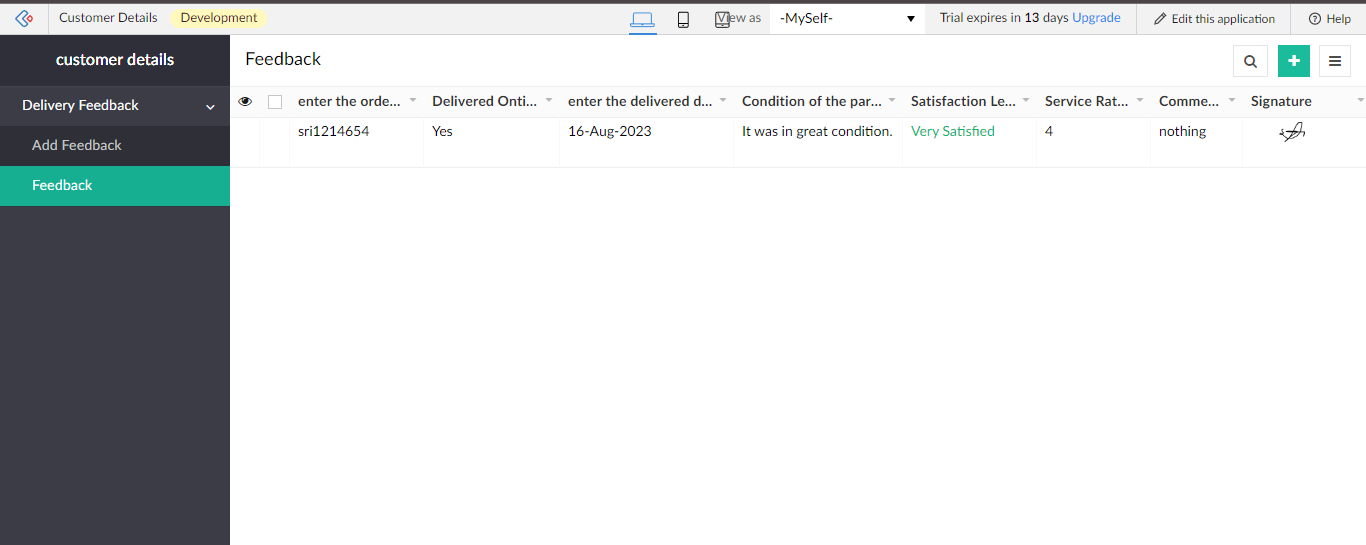 Customer Details Development View as -MySelf- Trial expires in 13 days Upgrade Edit this application Help
customer details
Delivery Feedback
Add Feedback
Feedback
Feedback
enter the orde... Delivered Onti... enter the delivered d... Condition of the par... Satisfaction Le... Service Rat... Comme... Signature
sri1214654 Yes 16-Aug-2023 It was in great condition. Very Satisfied 4 nothing